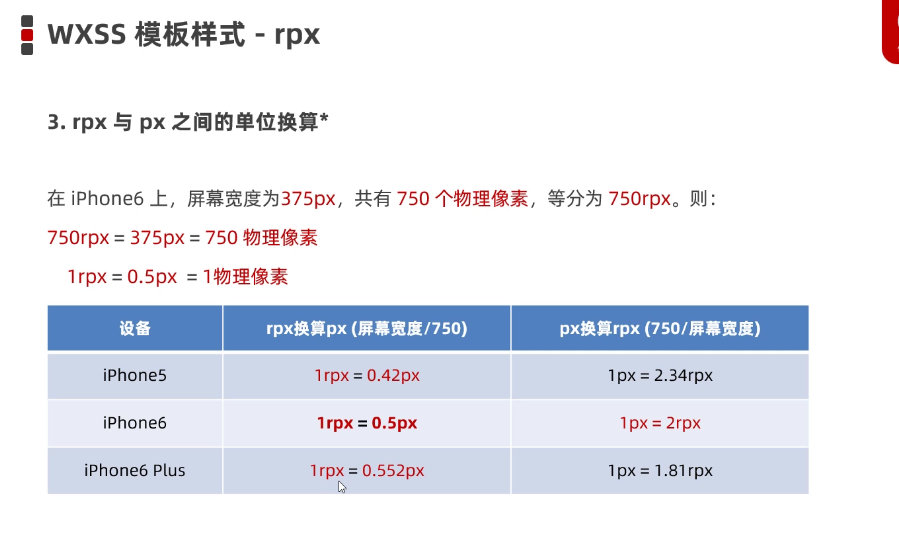 WXSS 模板样式 - rpx
3. rpx 与 px 之间的单位换算*
在 iPhone6 上，屏幕宽度为375px，共有 750 个物理像素，等分为 750rpx。则：
750rpx = 375px = 750 物理像素
1rpx = 0.5px = 1物理像素
设备 rpx换算px (屏幕宽度/750) px换算rpx (750/屏幕宽度)
iPhone5 1rpx = 0.42px 1px = 2.34rpx
iPhone6 1rpx = 0.5px 1px = 2rpx
iPhone6 Plus 1rpx = 0.552px 1px = 1.81rpx